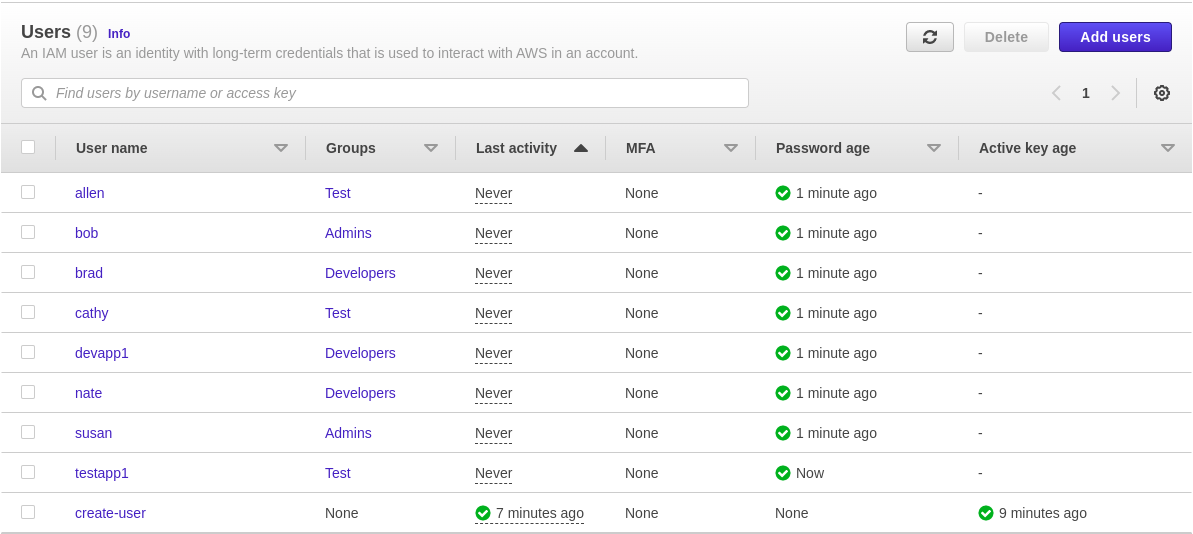 Users (9) Info
An IAM user is an identity with long-term credentials that is used to interact with AWS in an account.
Delete
Add users
Find users by username or access key
1
User name Groups Last activity MFA Password age Active key age
allen Test Never None 1 minute ago -
bob Admins Never None 1 minute ago -
brad Developers Never None 1 minute ago -
cathy Test Never None 1 minute ago -
devapp1 Developers Never None 1 minute ago -
nate Developers Never None 1 minute ago -
susan Admins Never None 1 minute ago -
testapp1 Test Never None Now -
create-user None 7 minutes ago None None 9 minutes ago